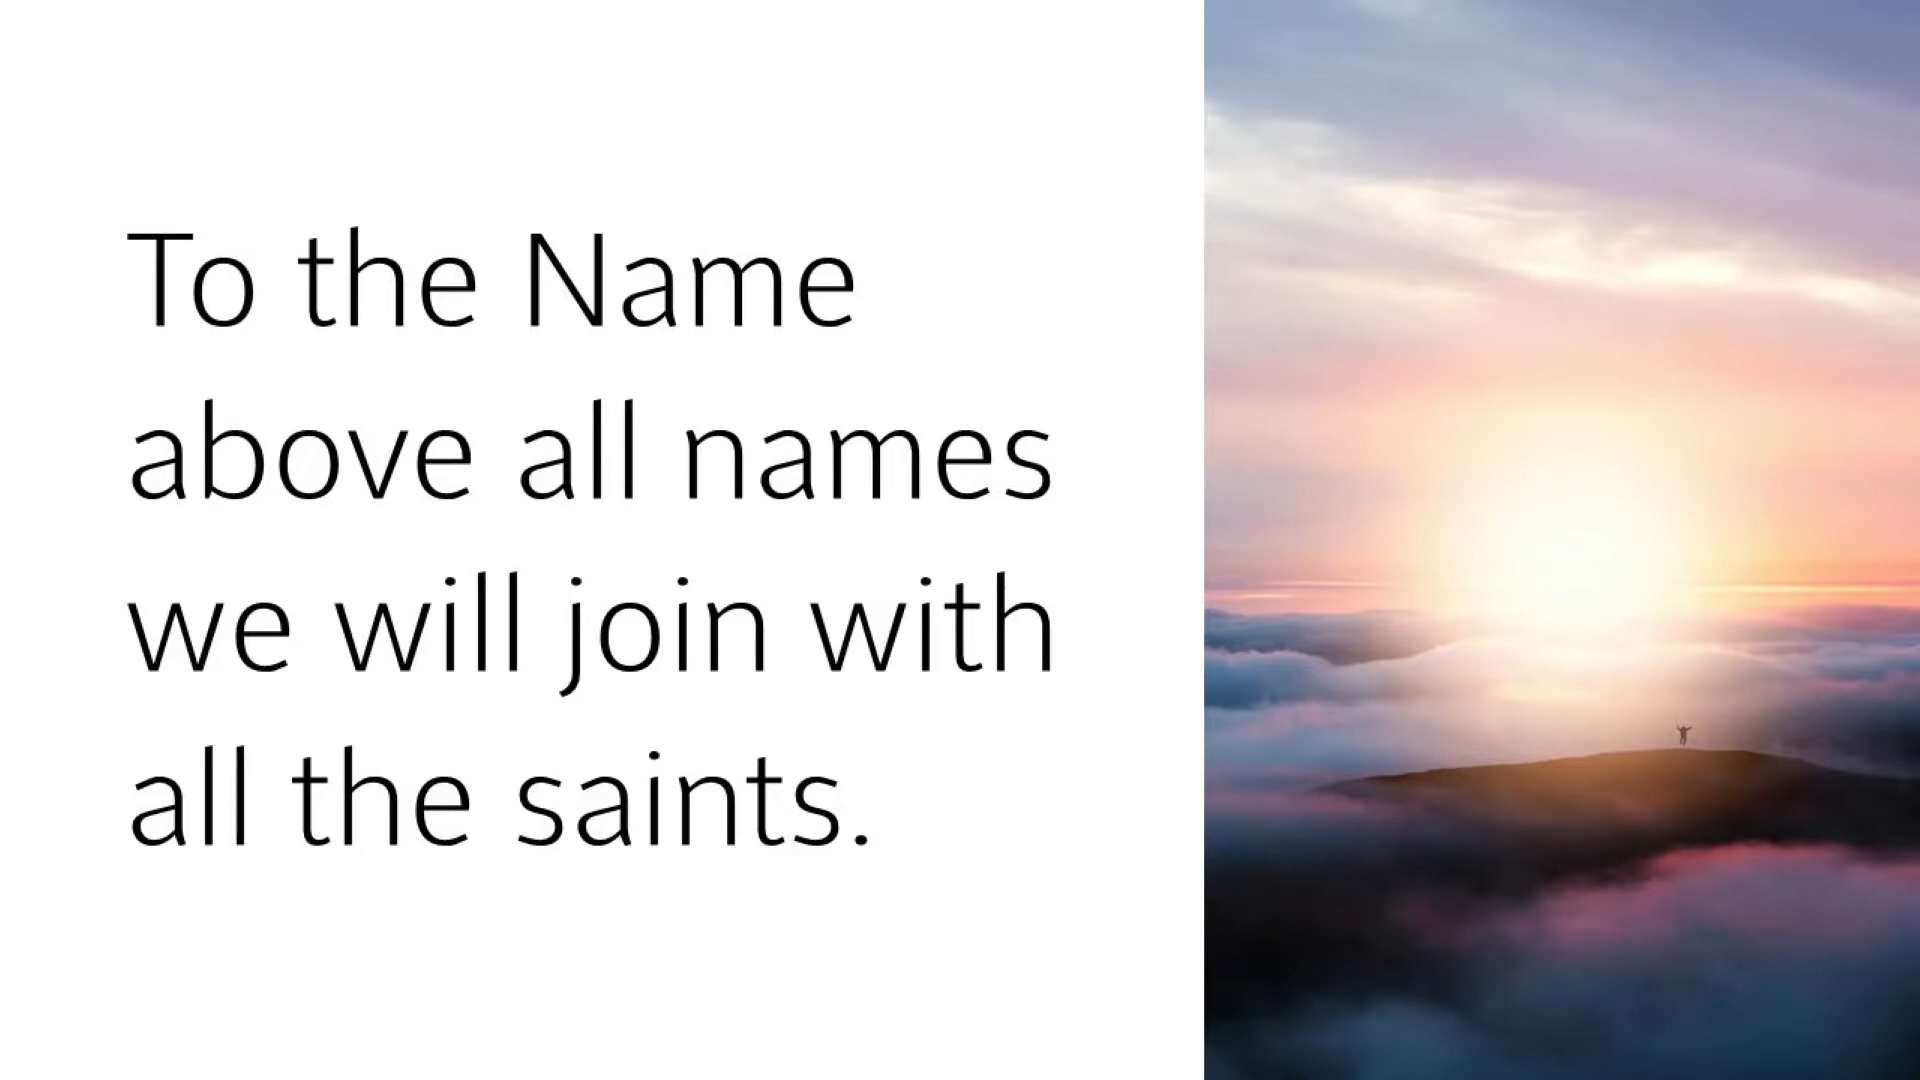 To the Name
above all names
we will join with
all the saints.